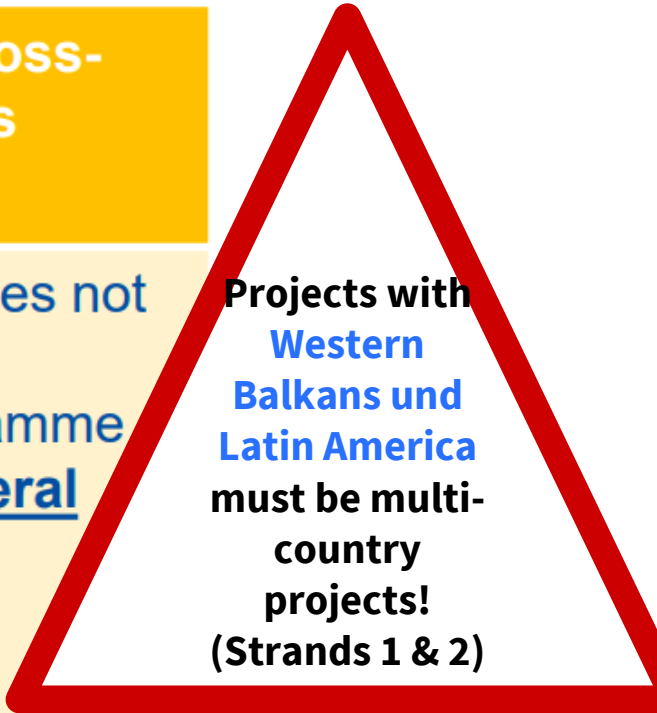 oss-
s
es not
amme
eral
Projects with
Western
Balkans und
Latin America
must be multi-
country
projects!
(Strands 1 & 2)